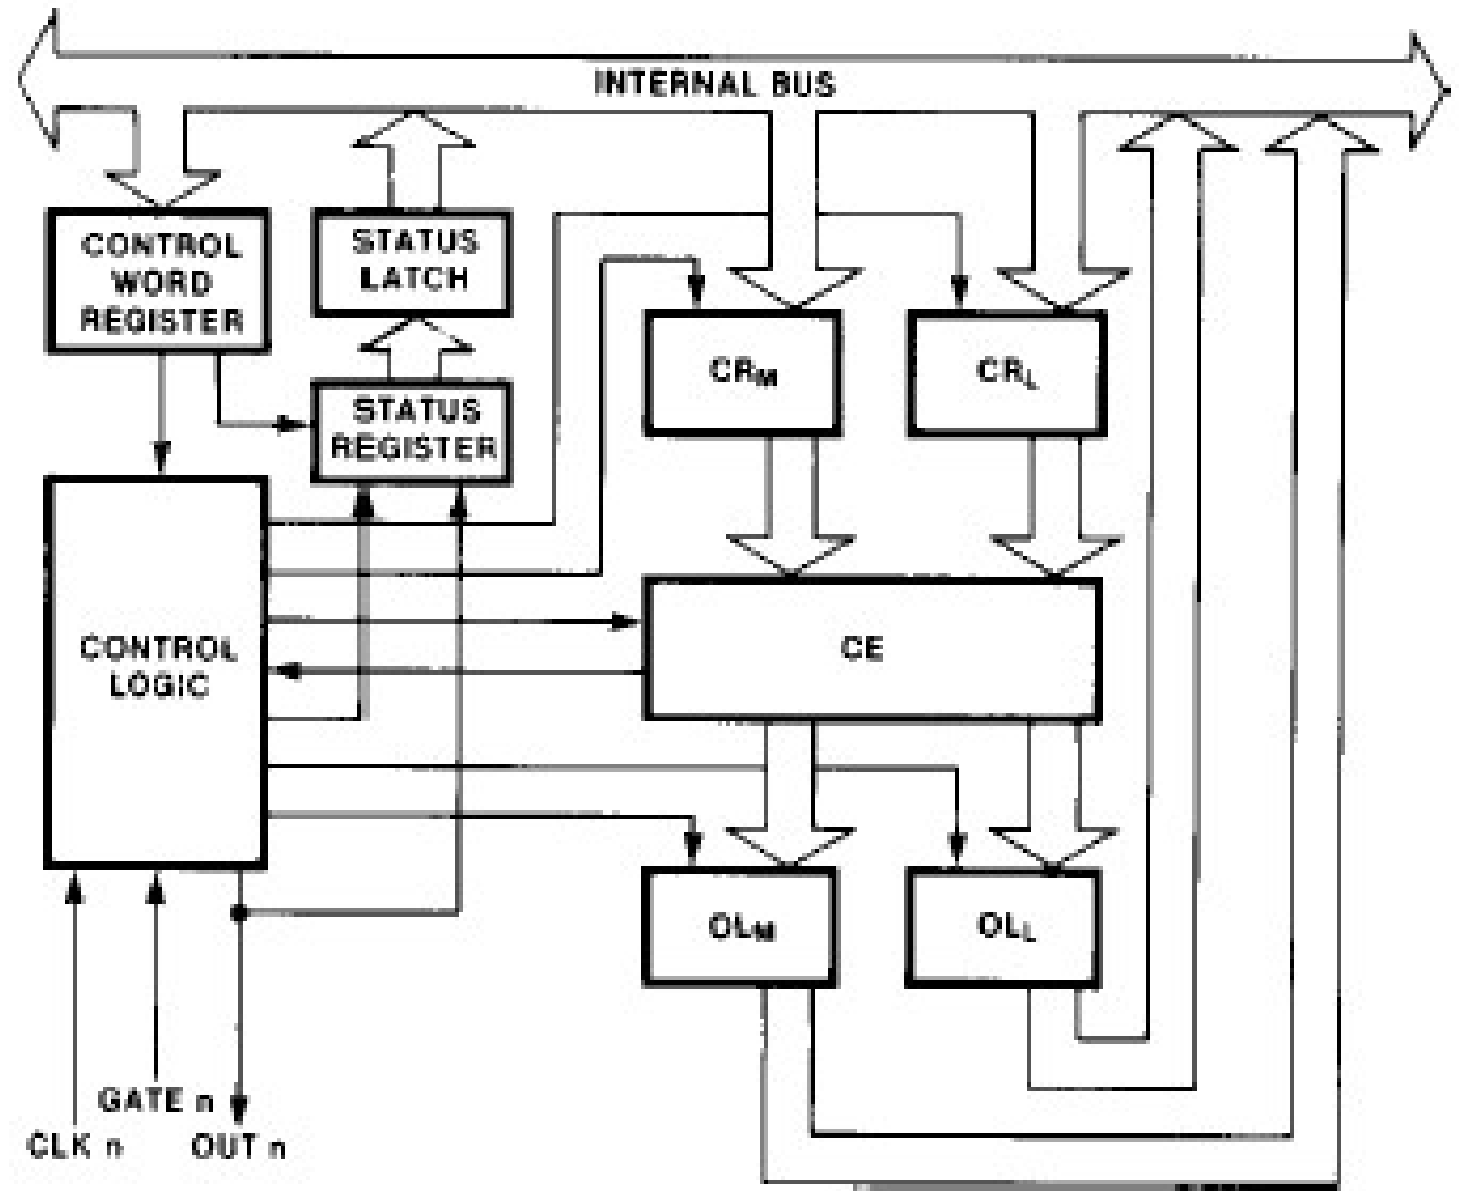 INTERNAL BUS
CONTROL
WORD
REGISTER
STATUS
LATCH
STATUS
REGISTER
CRM
CRL
CONTROL
LOGIC
CE
OLM
OLL
GATE n
CLK n
OUT n